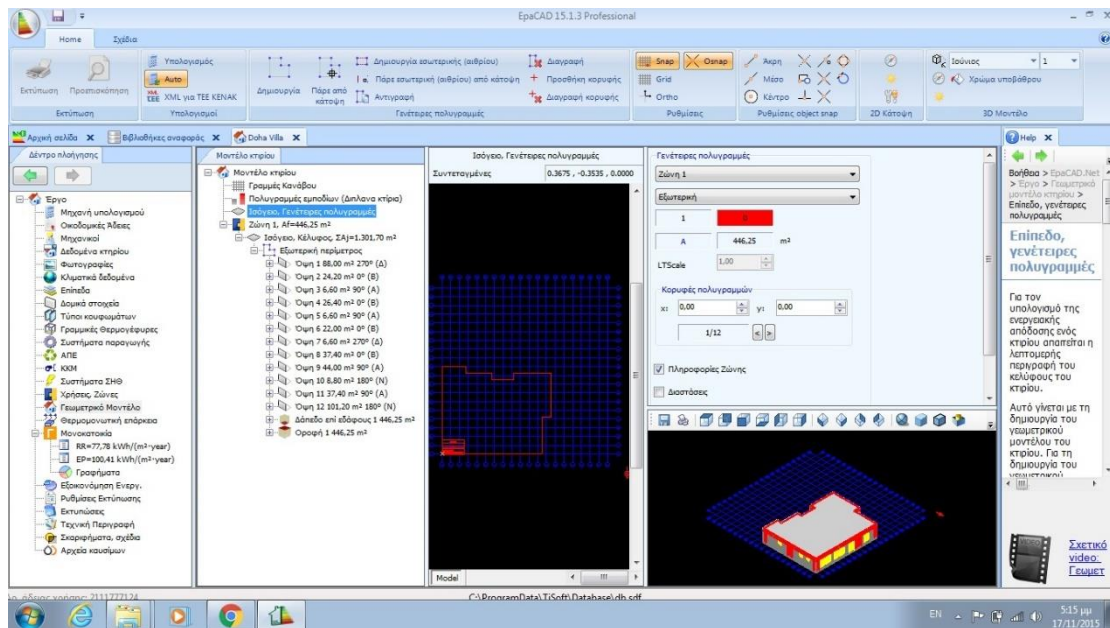 EpaCAD 15.1.3 Professional
Home Σχέδια
Εκτύπωση Προεπισκόπηση
Εκτύπωση
Υπολογισμός
Auto
XML για TEE KENAK
Υπολογισμοί
Δημιουργία
Πάρε από κάτοψη
Δημιουργία εσωτερικής (αιθρίου)
Πάρε εσωτερική (αιθρίου) από κάτοψη
Αντιγραφή
Διαγραφή
Προσθήκη κορυφής
Διαγραφή κορυφής
Γενέτειρες πολυγραμμές
Snap Osnap
Grid
Ortho
Ρυθμίσεις
Άκρη
Μέσο
Κέντρο
Ρυθμίσεις object snap
2D Κάτοψη
Ιούνιος 1
Χρώμα υποβάθρου
3D Μοντέλο
Αρχική σελίδα Βιβλιοθήκες αναφοράς Doha Villa
Δέντρο πλοήγησης
Έργο
Μηχανή υπολογισμού
Οικοδομικές Άδειες
Μηχανικοί
Δεδομένα κτηρίου
Φωτογραφίες
Κλιματικά δεδομένα
Επίπεδα
Δομικά στοιχεία
Τύποι κουφωμάτων
Γραμμικές Θερμογέφυρες
Συστήματα παραγωγής
ΑΠΕ
ΚΚΜ
Συστήματα ΣΗΘ
Χρήσεις, Ζώνες
Γεωμετρικό Μοντέλο
Θερμομονωτική επάρκεια
Μονοκατοικία
RR=77,78 kWh/(m²·year)
EP=100,41 kWh/(m²·year)
Γραφήματα
Εξοικονόμηση Ενεργ.
Ρυθμίσεις Εκτύπωσης
Εκτυπώσεις
Τεχνική Περιγραφή
Σκαριφήματα, σχέδια
Αρχεία καυσίμων
Μοντέλο κτιρίου
Μοντέλο κτιρίου
Γραμμές Κανάβου
Πολυγραμμές εμποδίων (Διπλανα κτίρια)
Ισόγειο, Γενέτειρες πολυγραμμές
Ζώνη 1, Af=446,25 m²
Ισόγειο, Κέλυφος, ΣAj=1.301,70 m²
Εξωτερική περίμετρος
Όψη 1 88,00 m² 270° (Δ)
Όψη 2 24,20 m² 0° (Β)
Όψη 3 6,60 m² 90° (Α)
Όψη 4 26,40 m² 0° (Β)
Όψη 5 6,60 m² 90° (Α)
Όψη 6 22,00 m² 0° (Β)
Όψη 7 6,60 m² 270° (Δ)
Όψη 8 37,40 m² 0° (Β)
Όψη 9 44,00 m² 90° (Α)
Όψη 10 8,80 m² 180° (Ν)
Όψη 11 37,40 m² 90° (Α)
Όψη 12 101,20 m² 180° (Ν)
Δάπεδο επί εδάφους 1 446,25 m²
Οροφή 1 446,25 m²
Ισόγειο, Γενέτειρες πολυγραμμές
Συντεταγμένες 0.3675 , -0.3535 , 0.0000
Model
Γενέτειρες πολυγραμμές
Ζώνη 1
Εξωτερική
1
A 446,25 m²
LTScale 1,00
Κορυφές πολυγραμμών
x: 0,00 y: 0,00
1/12 < >
Πληροφορίες Ζώνης
Διαστάσεις
Help
Βοήθεια > EpaCAD.Net
> Έργο > Γεωμετρικό
μοντέλο κτηρίου >
Επίπεδο, γενέτειρες
πολυγραμμές
Επίπεδο,
γενέτειρες
πολυγραμμές
Για τον
υπολογισμό της
ενεργειακής
απόδοσης ενός
κτηρίου απαιτείται η
λεπτομερής
περιγραφή του
κελύφους του
κτηρίου.
Αυτό γίνεται με τη
δημιουργία του
γεωμετρικού
μοντέλου του
κτηρίου. Για τη
δημιουργία του
Σχετικό
video:
Γεωμετ
2111777124
C:\ProgramData\TiSoft\Database\db.sdf
EN
5:15 μμ
17/11/2015